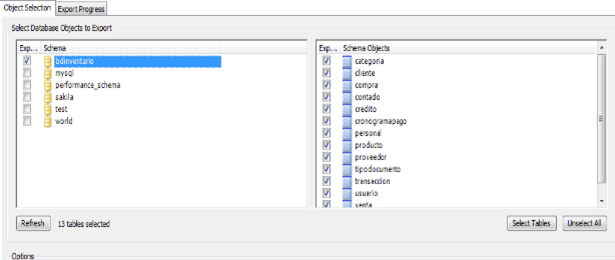 Object Selection Export Progress
Select Database Objects to Export
Exp... Schema
bdinventario
mysql
performance_schema
sakila
test
world
Exp... Schema Objects
categoria
cliente
compra
contado
credito
cronogramapago
personal
producto
proveedor
tipodocumento
transaccion
usuario
venta
Refresh 13 tables selected
Select Tables Unselect All
Options